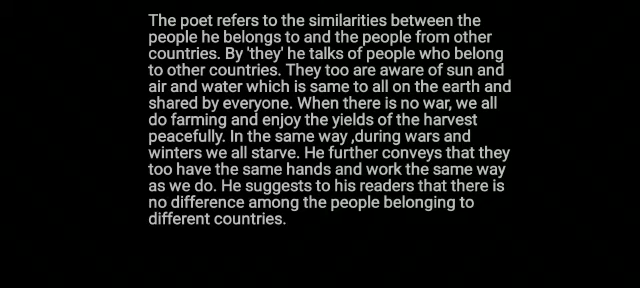 The poet refers to the similarities between the
people he belongs to and the people from other
countries. By 'they' he talks of people who belong
to other countries. They too are aware of sun and
air and water which is same to all on the earth and
shared by everyone. When there is no war, we all
do farming and enjoy the yields of the harvest
peacefully. In the same way ,during wars and
winters we all starve. He further conveys that they
too have the same hands and work the same way
as we do. He suggests to his readers that there is
no difference among the people belonging to
different countries.